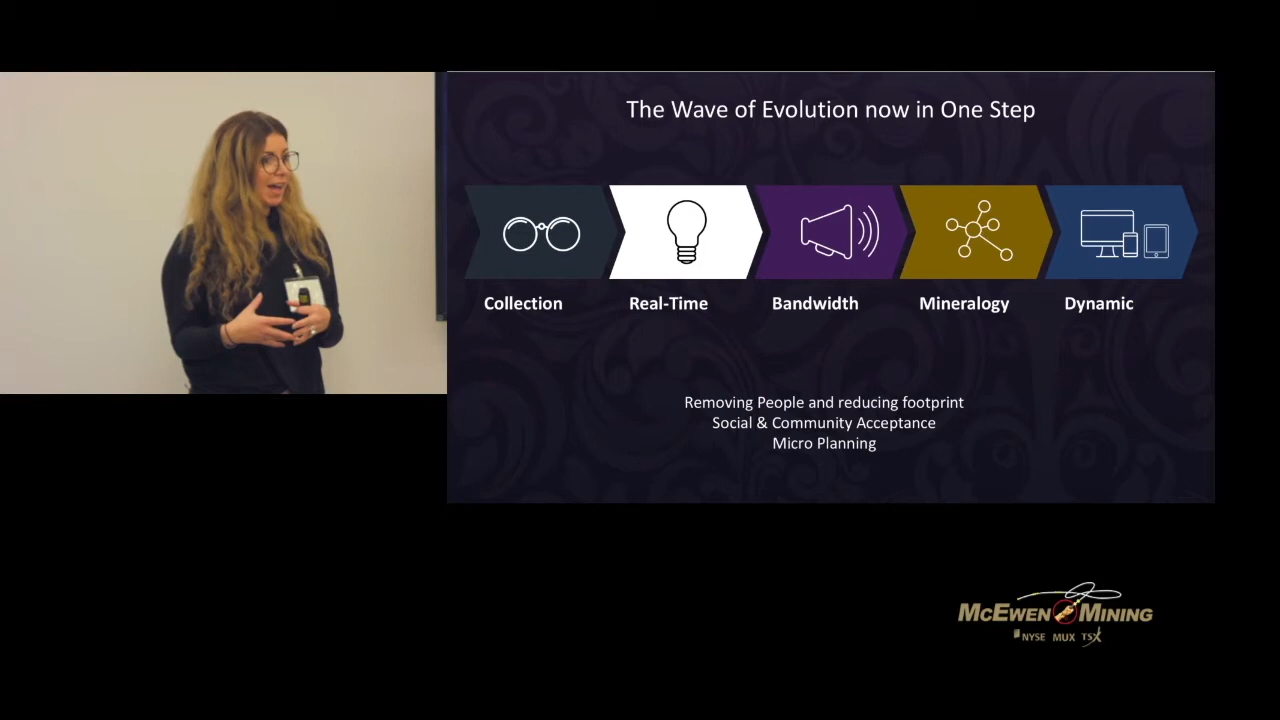 The Wave of Evolution now in One Step
Collection
Real-Time
Bandwidth
Mineralogy
Dynamic
Removing People and reducing footprint
Social & Community Acceptance
Micro Planning
McEwen Mining
NYSE MUX TSX